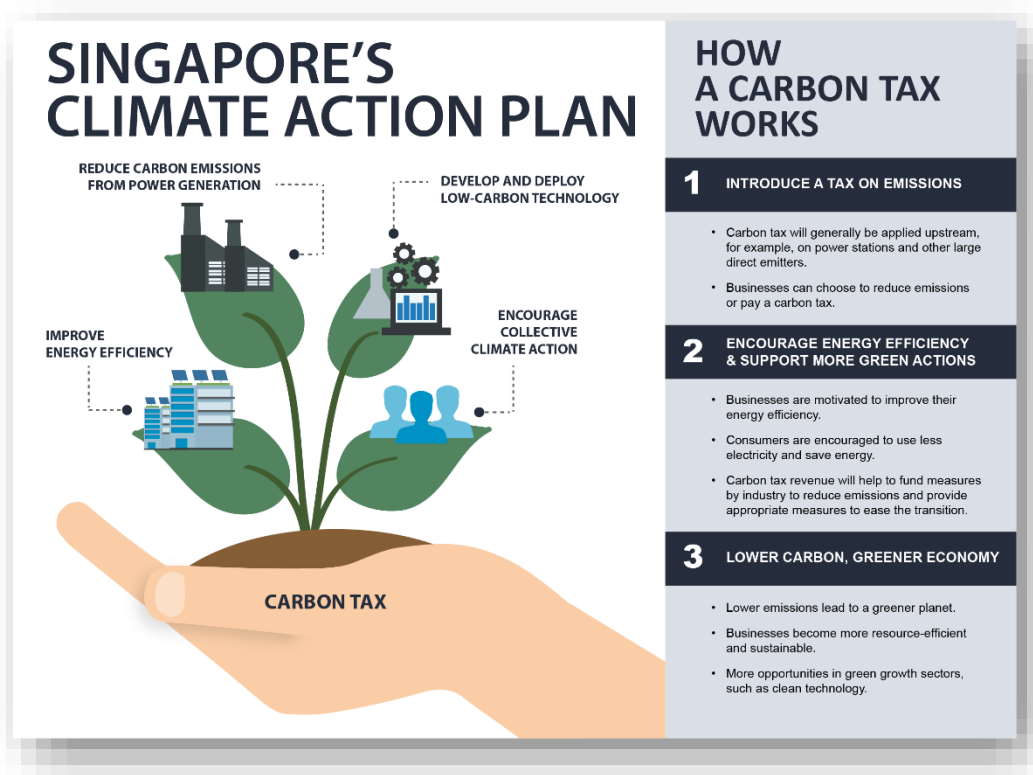 SINGAPORE'S
CLIMATE ACTION PLAN
REDUCE CARBON EMISSIONS
FROM POWER GENERATION
DEVELOP AND DEPLOY
LOW-CARBON TECHNOLOGY
IMPROVE
ENERGY EFFICIENCY
ENCOURAGE
COLLECTIVE
CLIMATE ACTION
CARBON TAX
HOW
A CARBON TAX
WORKS
1 INTRODUCE A TAX ON EMISSIONS
• Carbon tax will generally be applied upstream,
for example, on power stations and other large
direct emitters.
• Businesses can choose to reduce emissions
or pay a carbon tax.
2 ENCOURAGE ENERGY EFFICIENCY
& SUPPORT MORE GREEN ACTIONS
• Businesses are motivated to improve their
energy efficiency.
• Consumers are encouraged to use less
electricity and save energy.
• Carbon tax revenue will help to fund measures
by industry to reduce emissions and provide
appropriate measures to ease the transition.
3 LOWER CARBON, GREENER ECONOMY
• Lower emissions lead to a greener planet.
• Businesses become more resource-efficient
and sustainable.
• More opportunities in green growth sectors,
such as clean technology.